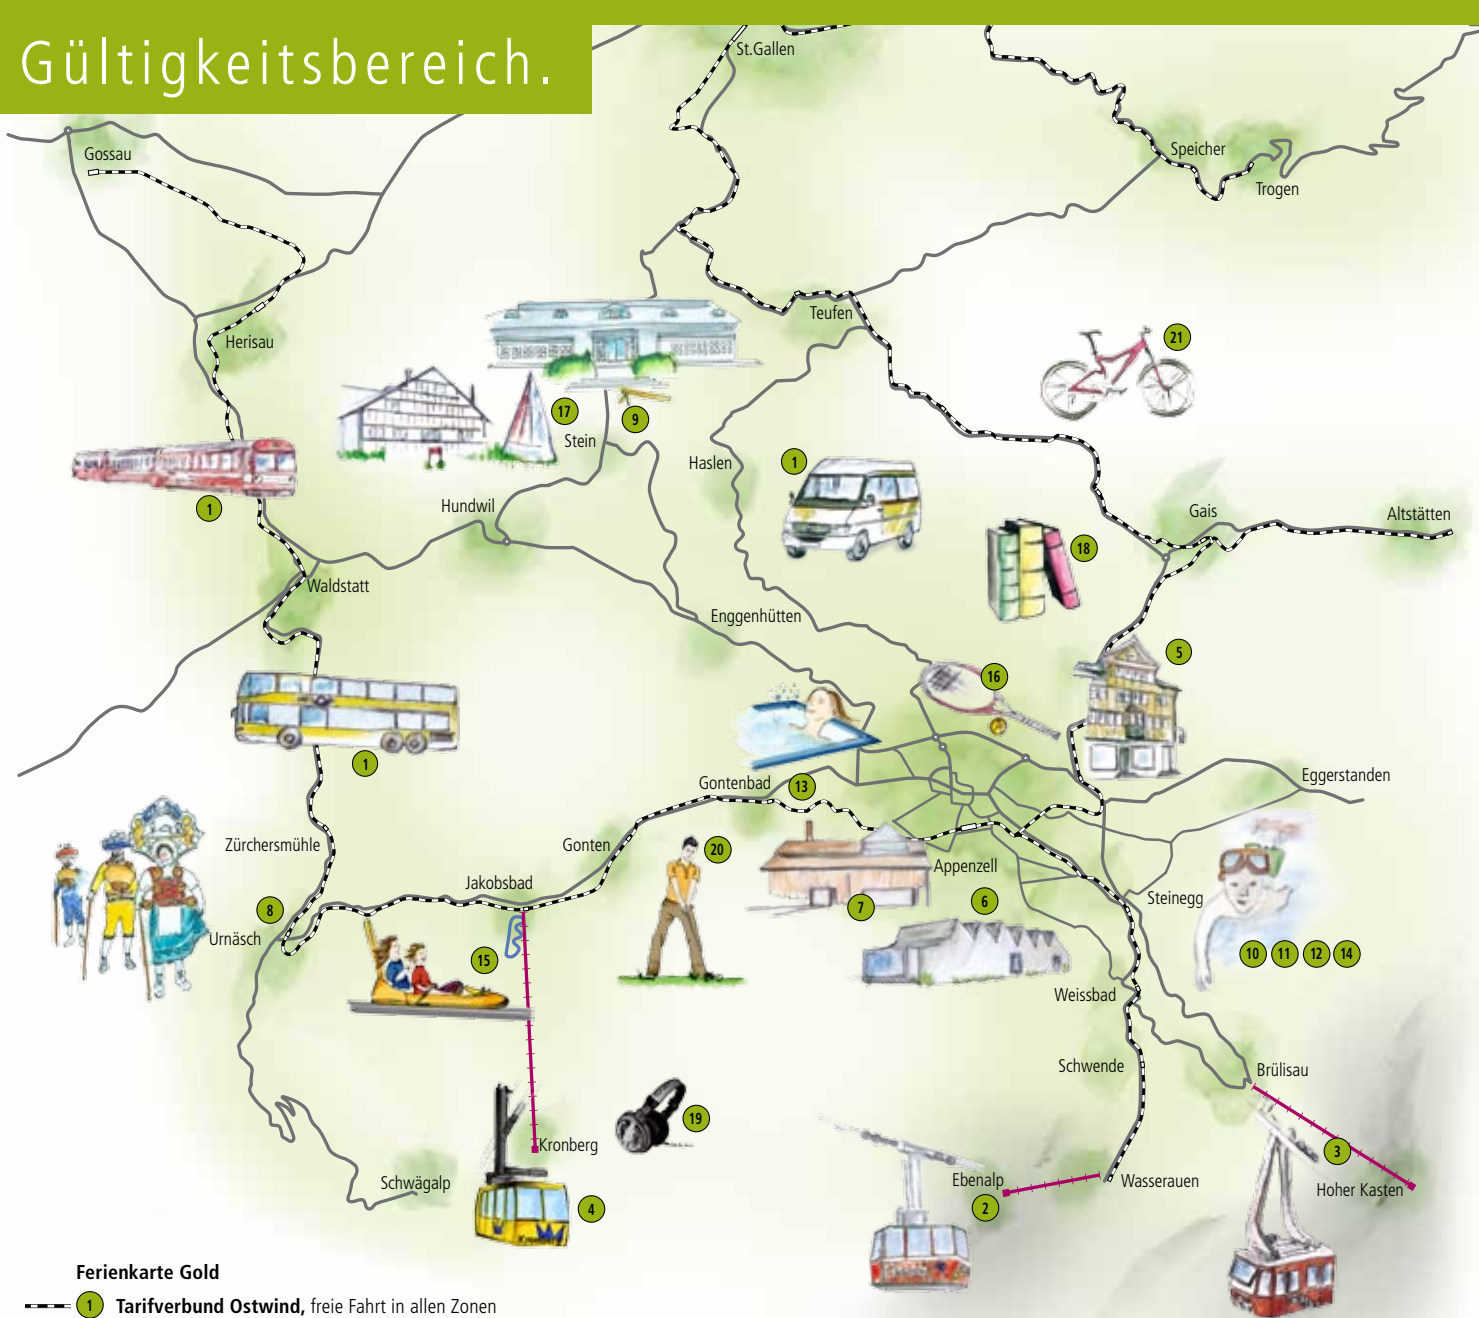 Gültigkeitsbereich.
St.Gallen
Gossau
Speicher
Trogen
Herisau
Teufen
21
17
9
Stein
Haslen
1
1
Hundwil
Gais
Altstätten
18
Waldstatt
Enggenhütten
5
16
1
Gontenbad
13
Eggerstanden
Zürchersmühle
Gonten
20
Appenzell
Jakobsbad
Steinegg
8
7
6
Urnäsch
15
10 11 12 14
Weissbad
Schwende
Brülisau
19
Kronberg
3
Schwägalp
Ebenalp
Wasserauen
Hoher Kasten
4
2
Ferienkarte Gold
1 Tarifverbund Ostwind, freie Fahrt in allen Zonen